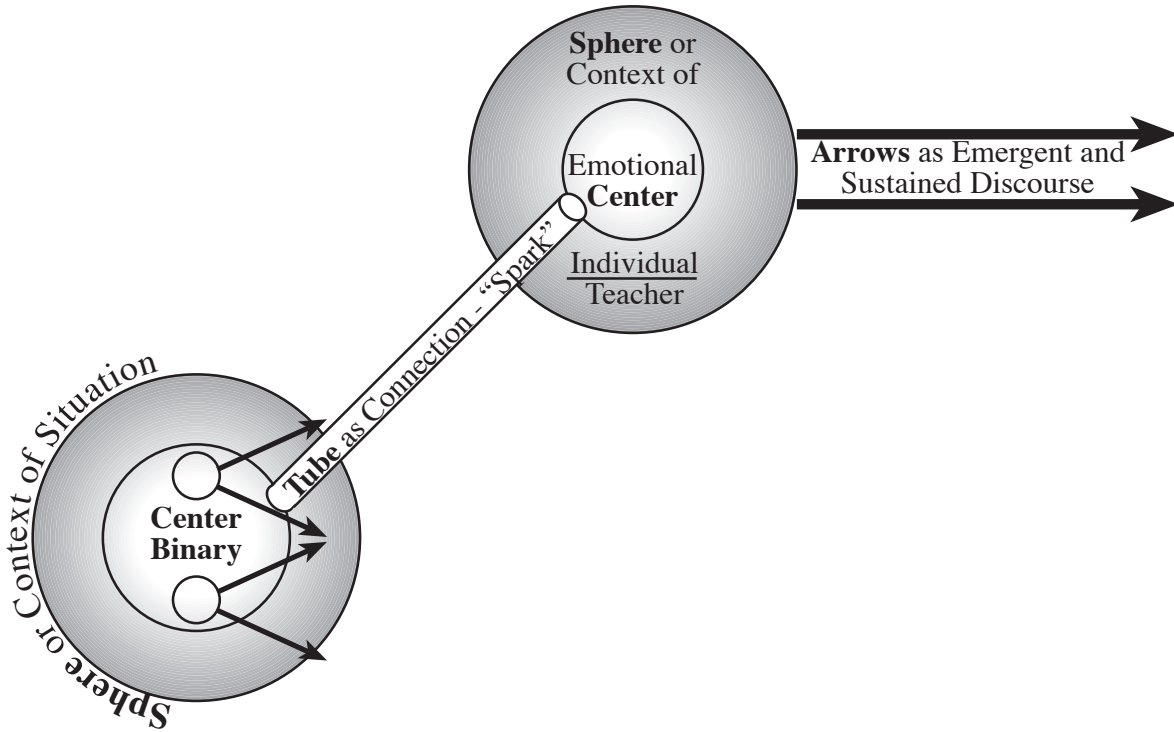 Sphere or
Context of
Emotional
Center
Individual
Teacher
Arrows as Emergent and
Sustained Discourse
Tube as Connection - “Spark”
Sphere or Context of Situation
Center
Binary